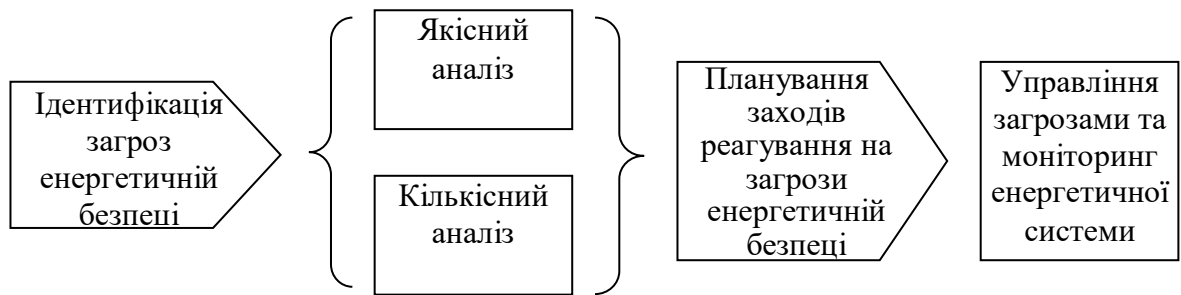 Ідентифікація
загроз
енергетичній
безпеці
Якісний
аналіз
Кількісний
аналіз
Планування
заходів
реагування на
загрози
енергетичній
безпеці
Управління
загрозами та
моніторинг
енергетичної
системи